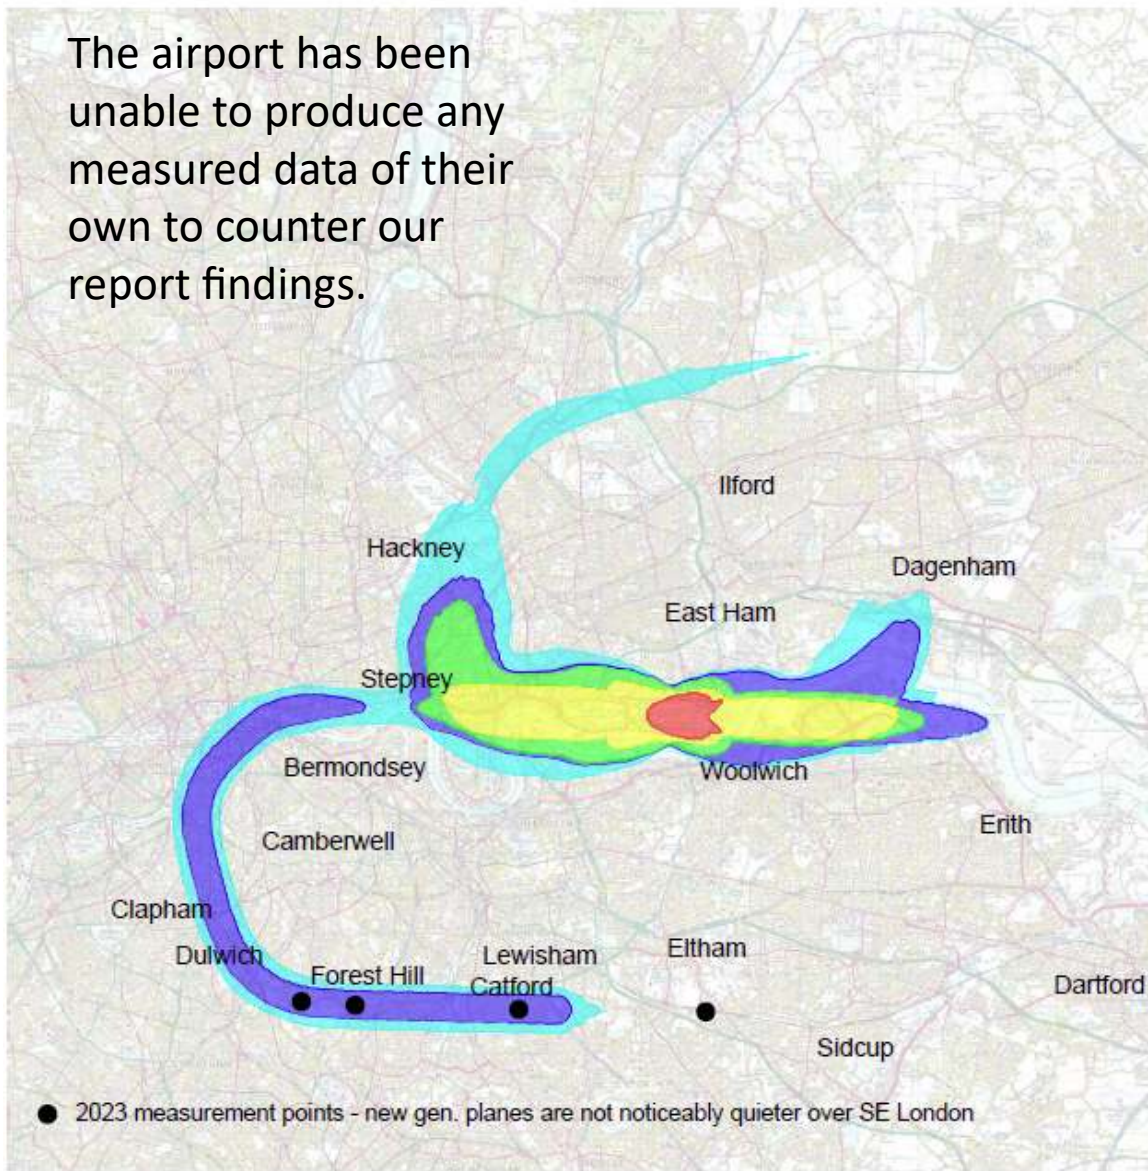 The airport has been
unable to produce any
measured data of their
own to counter our
report findings.
Ilford
Hackney
Dagenham
East Ham
Stepney
Bermondsey
Woolwich
Erith
Camberwell
Clapham
Dulwich
Forest Hill
Lewisham
Catford
Eltham
Dartford
Sidcup
2023 measurement points - new gen. planes are not noticeably quieter over SE London